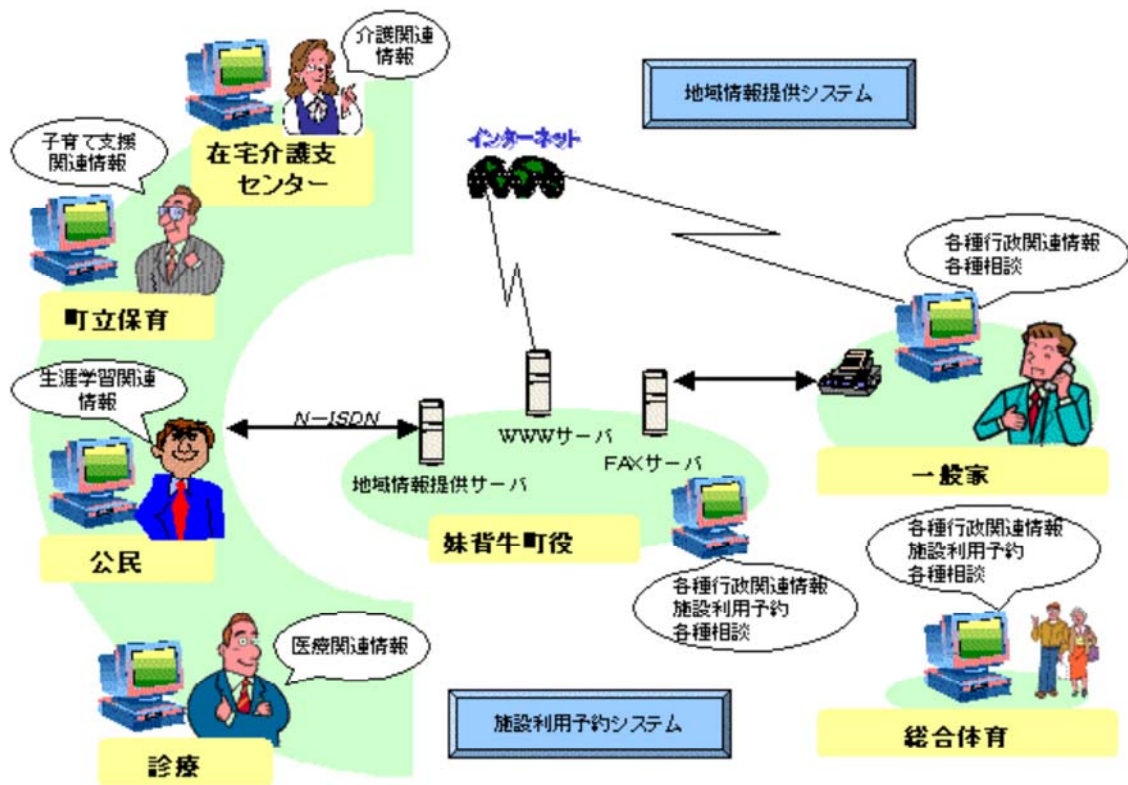 介護関連
情報
地域情報提供システム
インターネット
子育て支援
関連情報
在宅介護支
センター
各種行政関連情報
各種相談
町立保育
生涯学習関連
情報
N－ISDN
WWWサーバ
FAXサーバ
地域情報提供サーバ
一般家
妹背牛町役
公民
各種行政関連情報
施設利用予約
各種相談
各種行政関連情報
施設利用予約
各種相談
医療関連情報
施設利用予約システム
総合体育
診療